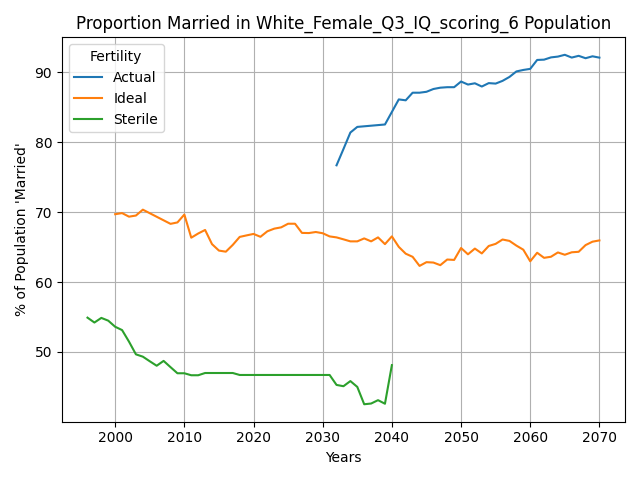 Proportion Married in White_Female_Q3_IQ_scoring_6 Population
Fertility
Actual
Ideal
Sterile
% of Population 'Married'
90
80
70
60
50
2000 2010 2020 2030 2040 2050 2060 2070
Years